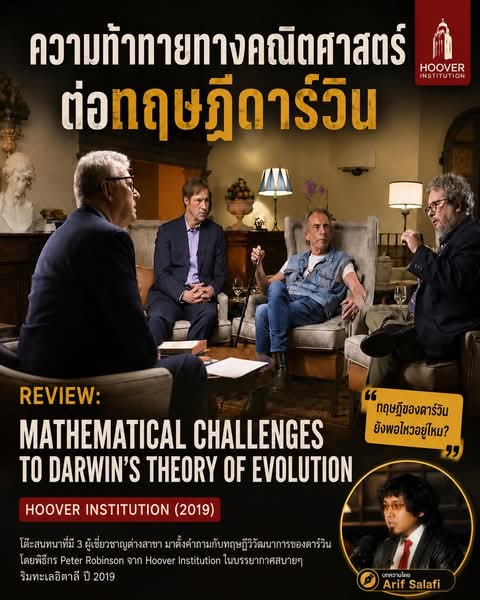 ความท้าทายทางคณิตศาสตร์
ต่อทฤษฎีดาร์วิน
HOOVER
INSTITUTION
REVIEW:
MATHEMATICAL CHALLENGES
TO DARWIN'S THEORY OF EVOLUTION
HOOVER INSTITUTION (2019)
โต๊ะสนทนาที่มี 3 ผู้เชี่ยวชาญต่างสาขา มาตั้งคำถามกับทฤษฎีวิวัฒนาการของดาร์วิน
โดยพิธีกร Peter Robinson จาก Hoover Institution ในบรรยากาศสบายๆ
ริมทะเลอิตาลี ปี 2019
"ทฤษฎีของดาร์วิน
ยังพอไหวอยู่ไหม?"
บทความโดย
Arif Salafi